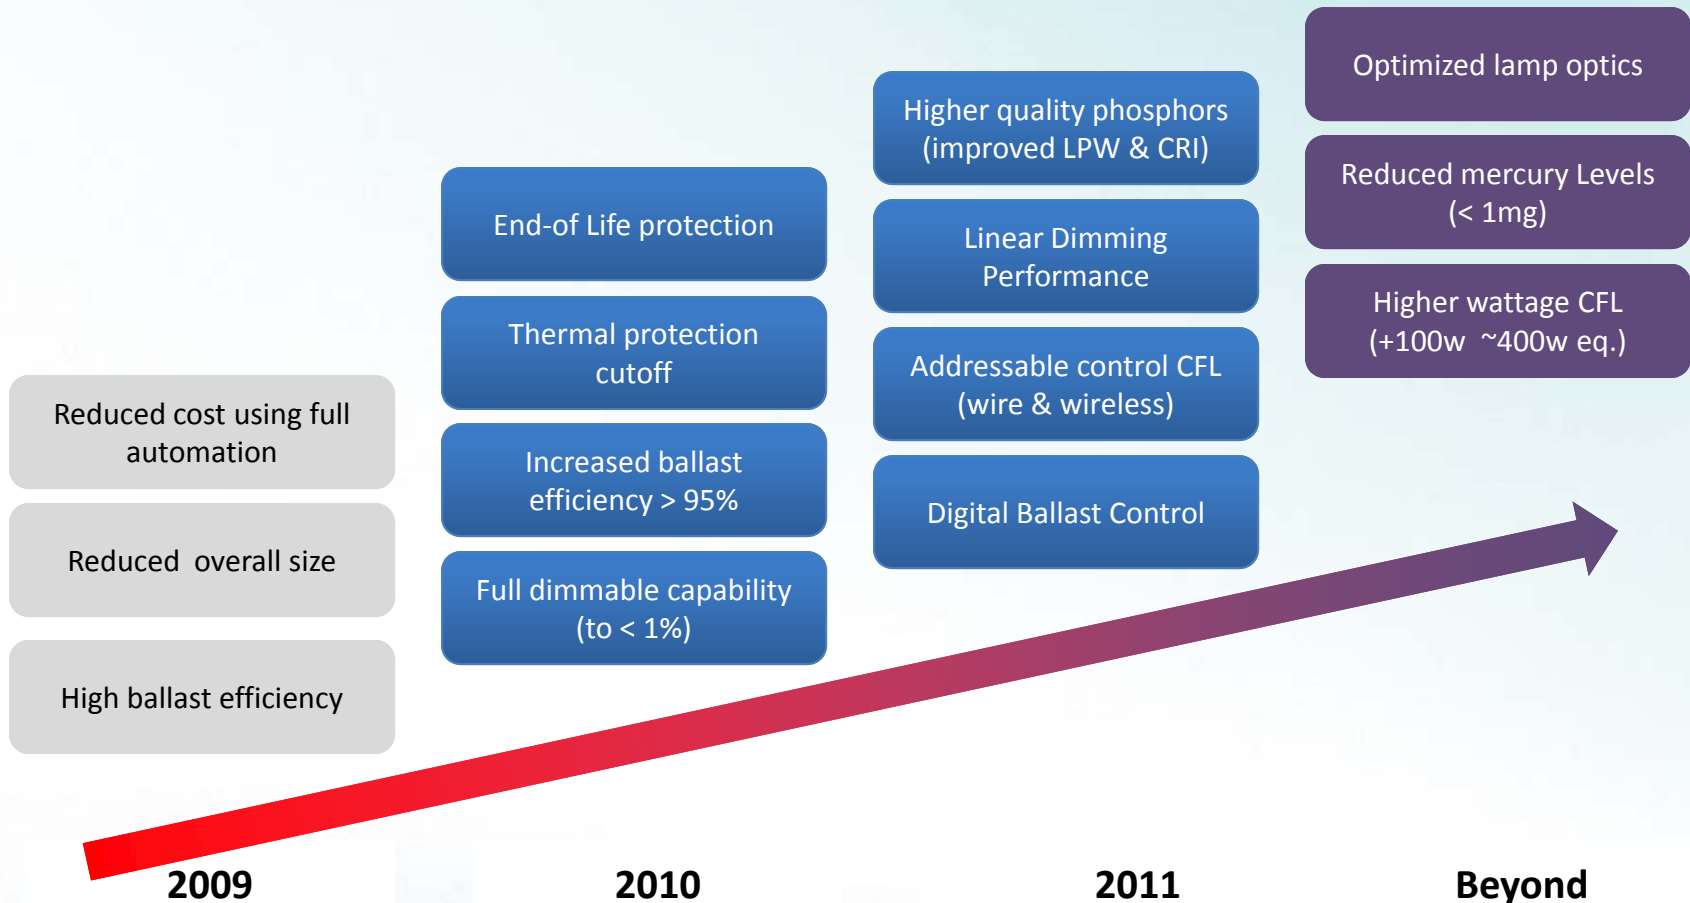 Reduced cost using full
automation
Reduced overall size
High ballast efficiency
End-of Life protection
Thermal protection
cutoff
Increased ballast
efficiency > 95%
Full dimmable capability
(to < 1%)
Higher quality phosphors
(improved LPW & CRI)
Linear Dimming
Performance
Addressable control CFL
(wire & wireless)
Digital Ballast Control
Optimized lamp optics
Reduced mercury Levels
(< 1mg)
Higher wattage CFL
(+100w ~400w eq.)
2009
2010
2011
Beyond